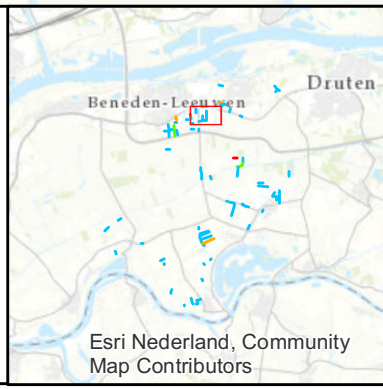 Druten
Beneden-Leeuwen
Esri Nederland, Community
Map Contributors